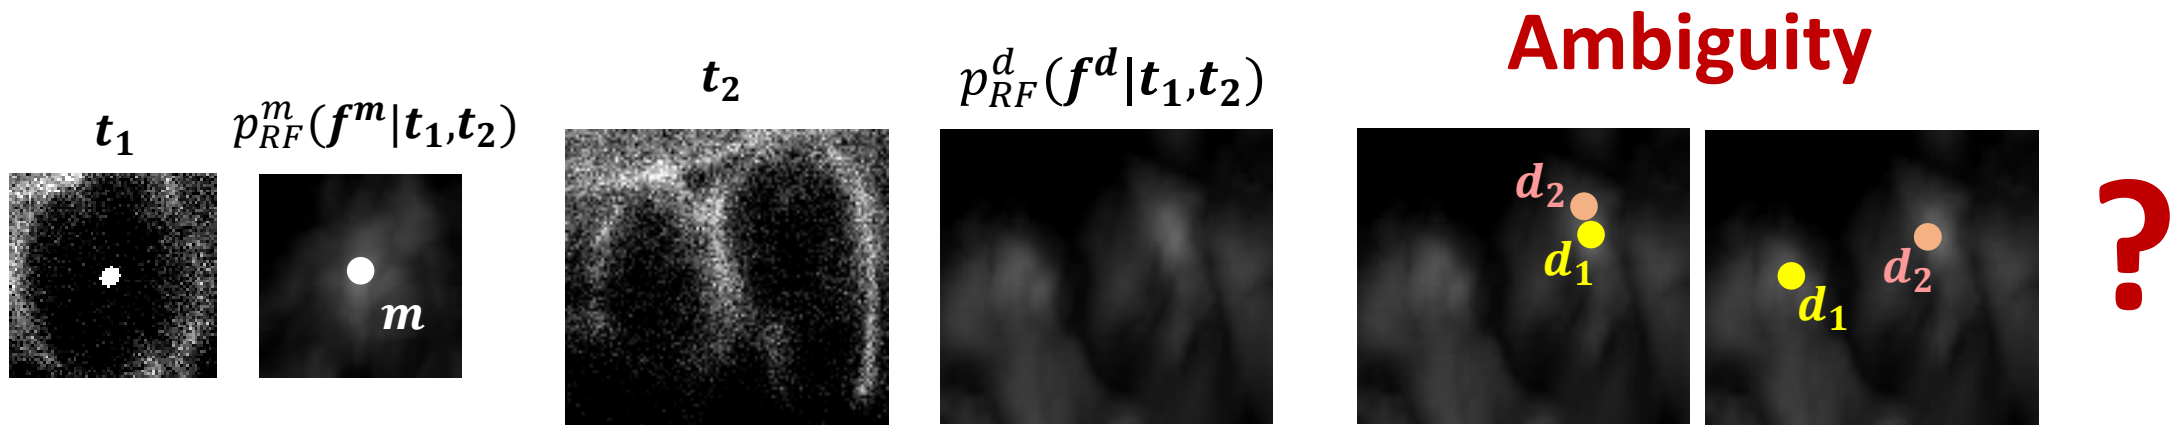 Ambiguity
t₁
p^m_RF(f^m|t₁,t₂)
t₂
p^d_RF(f^d|t₁,t₂)
m
d₂
d₁
d₁
d₂
?